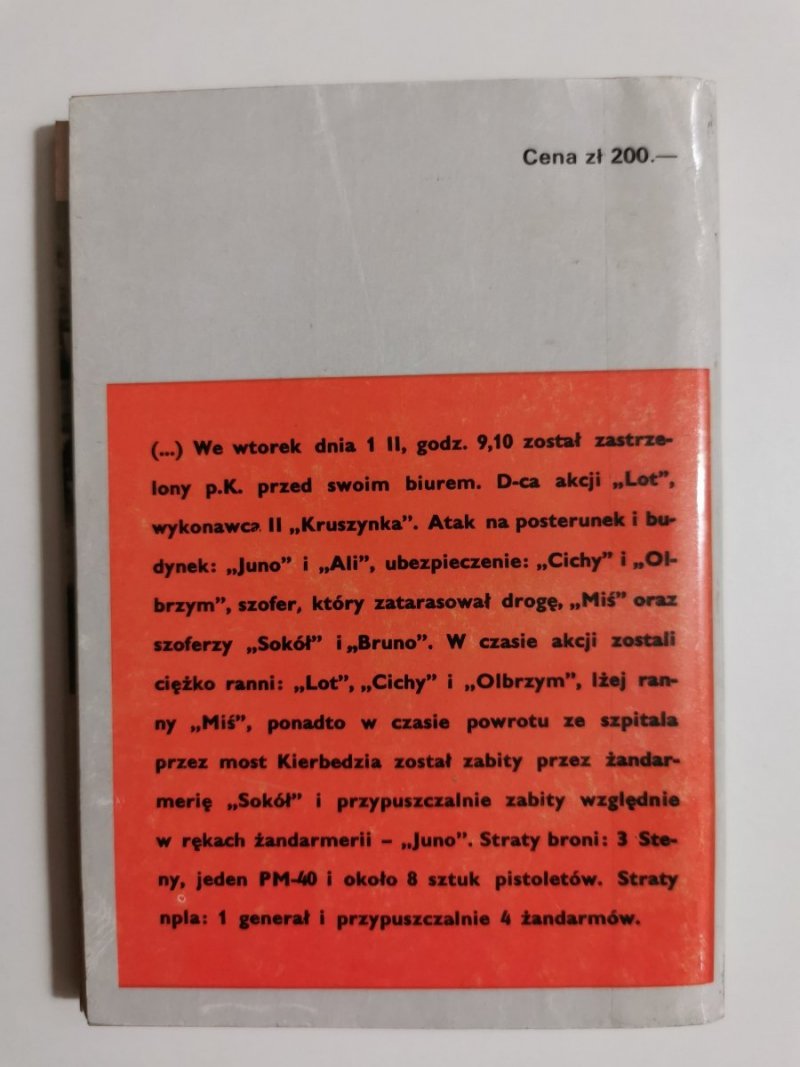 Cena zł 200.—
(...) We wtorek dnia 1 II, godz. 9,10 został zastrze-
lony p.K. przed swoim biurem. D-ca akcji „Lot”,
wykonawca II „Kruszynka”. Atak na posterunek i bu-
dynek: „Juno” i „Ali”, ubezpieczenie: „Cichy” i „Ol-
brzym”, szofer, który zatarasował drogę, „Miś” oraz
szoferzy „Sokół” i „Bruno”. W czasie akcji zostali
ciężko ranni: „Lot”, „Cichy” i „Olbrzym”, lżej ran-
ny „Miś”, ponadto w czasie powrotu ze szpitala
przez most Kierbedzia został zabity przez żandar-
merię „Sokół” i przypuszczalnie zabity względnie
w rękach żandarmerii – „Juno”. Straty broni: 3 Ste-
ny, jeden PM-40 i około 8 sztuk pistoletów. Straty
npla: 1 generał i przypuszczalnie 4 żandarmów.